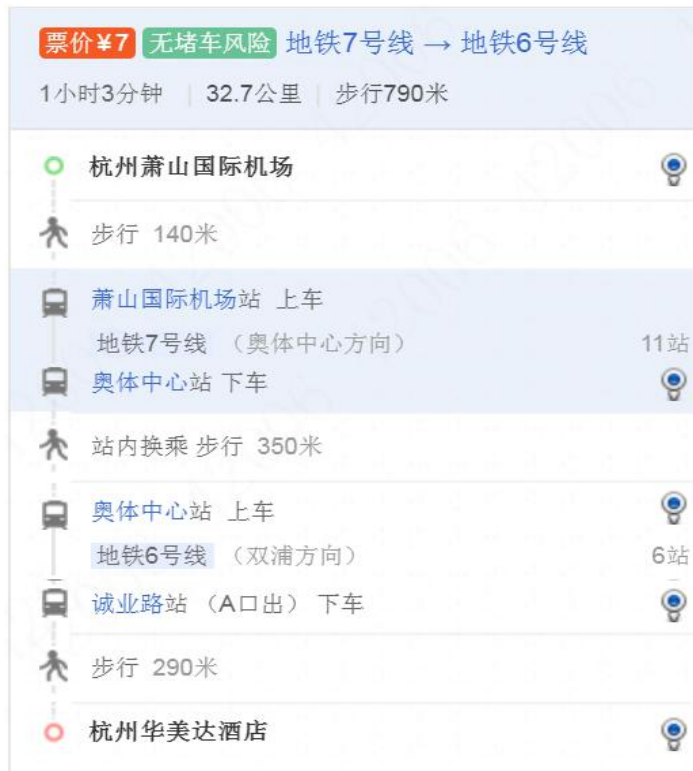 票价¥7 无堵车风险 地铁7号线 → 地铁6号线
1小时3分钟 | 32.7公里 | 步行790米
杭州萧山国际机场
步行 140米
萧山国际机场站 上车
地铁7号线 （奥体中心方向） 11站
奥体中心站 下车
站内换乘 步行 350米
奥体中心站 上车
地铁6号线 （双浦方向） 6站
诚业路站 （A口出） 下车
步行 290米
杭州华美达酒店